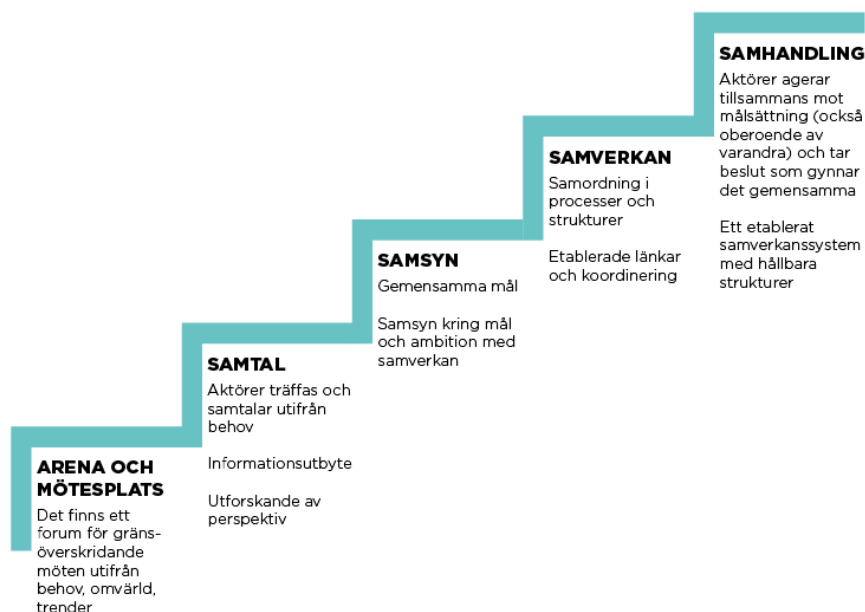 ARENA OCH
MÖTESPLATS
Det finns ett
forum för gräns-
överskridande
möten utifrån
behov, omvärld,
trender
SAMTAL
Aktörer träffas och
samtalar utifrån
behov
Informationsutbyte
Utforskande av
perspektiv
SAMSYN
Gemensamma mål
Samsyn kring mål
och ambition med
samverkan
SAMVERKAN
Samordning i
processer och
strukturer
Etablerade länkar
och koordinering
SAMHANDLING
Aktörer agerar
tillsammans mot
målsättning (också
oberoende av
varandra) och tar
beslut som gynnar
det gemensamma
Ett etablerat
samverkanssystem
med hållbara
strukturer